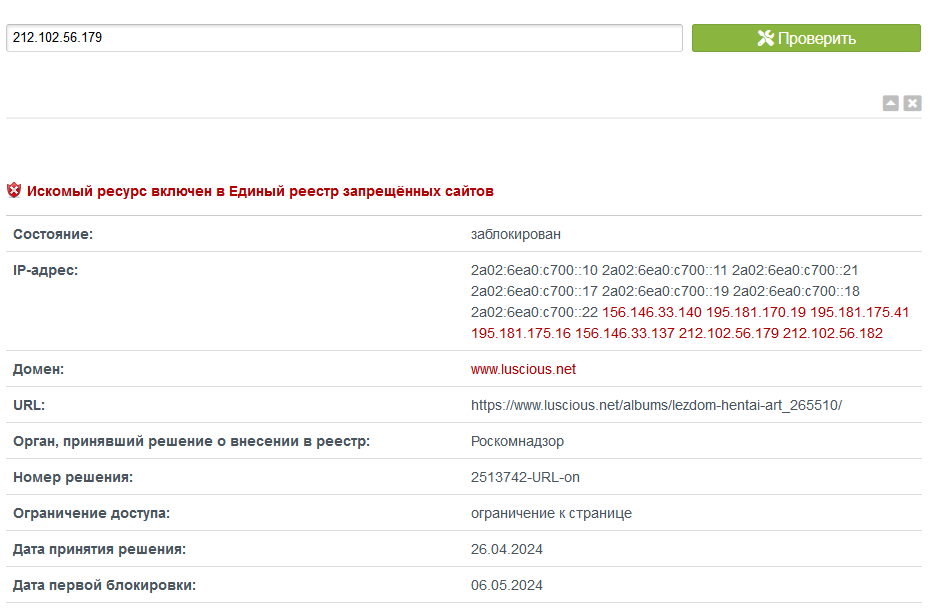 212.102.56.179
Проверить
Искомый ресурс включен в Единый реестр запрещённых сайтов
Состояние: заблокирован
IP-адрес: 2a02:6ea0:c700::10 2a02:6ea0:c700::11 2a02:6ea0:c700::21
2a02:6ea0:c700::17 2a02:6ea0:c700::19 2a02:6ea0:c700::18
2a02:6ea0:c700::22 156.146.33.140 195.181.170.19 195.181.175.41
195.181.175.16 156.146.33.137 212.102.56.179 212.102.56.182
Домен: www.luscious.net
URL: https://www.luscious.net/albums/lezdom-hentai-art_265510/
Орган, принявший решение о внесении в реестр: Роскомнадзор
Номер решения: 2513742-URL-on
Ограничение доступа: ограничение к странице
Дата принятия решения: 26.04.2024
Дата первой блокировки: 06.05.2024